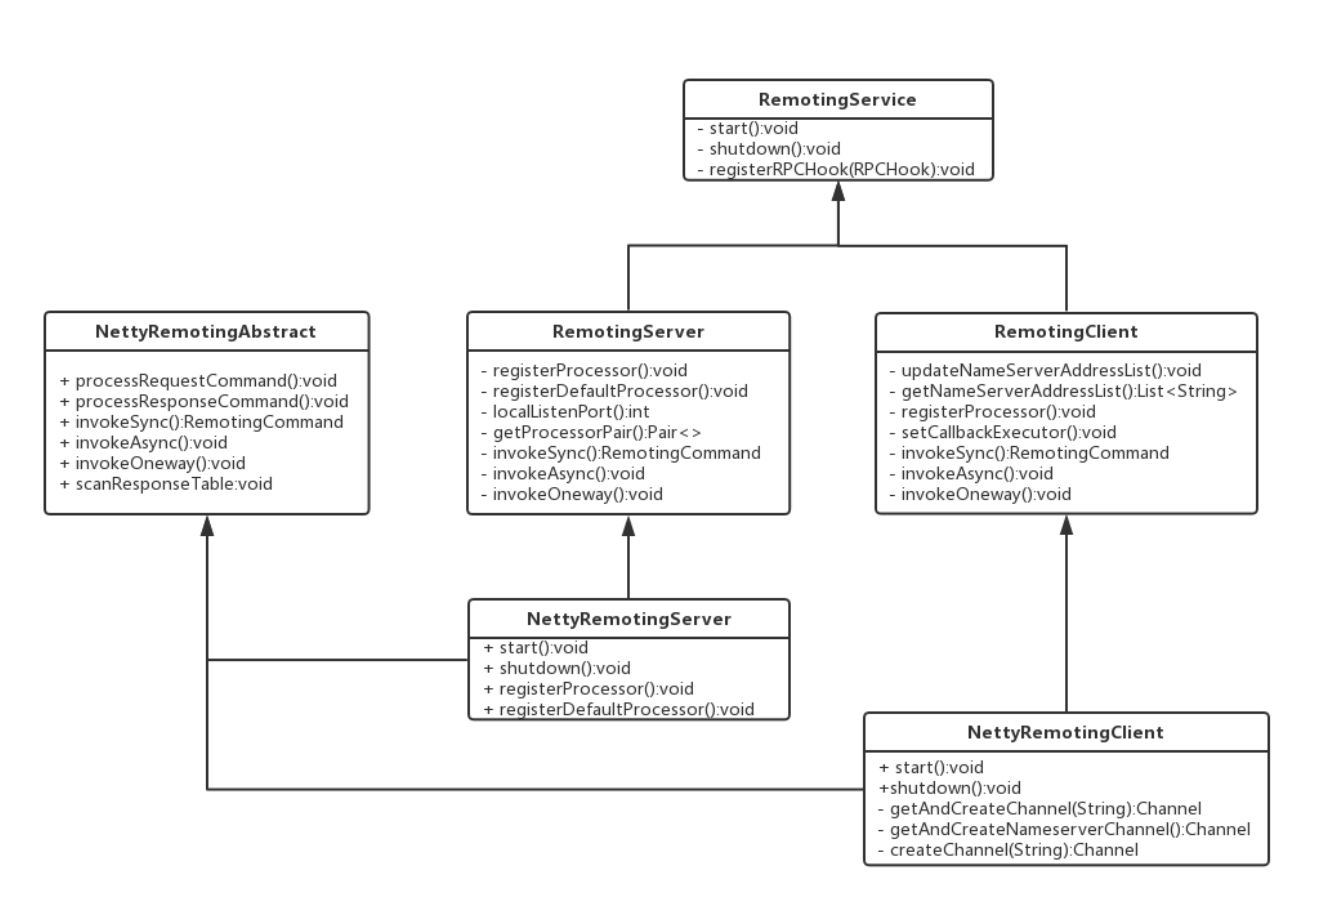 RemotingService
- start():void
- shutdown():void
- registerRPCHook(RPCHook):void
NettyRemotingAbstract
+ processRequestCommand():void
+ processResponseCommand():void
+ invokeSync():RemotingCommand
+ invokeAsync():void
+ invokeOneway():void
+ scanResponseTable:void
RemotingServer
- registerProcessor():void
- registerDefaultProcessor():void
- localListenPort():int
- getProcessorPair():Pair<>
- invokeSync():RemotingCommand
- invokeAsync():void
- invokeOneway():void
RemotingClient
- updateNameServerAddressList():void
- getNameServerAddressList():List<String>
- registerProcessor():void
- setCallbackExecutor():void
- invokeSync():RemotingCommand
- invokeAsync():void
- invokeOneway():void
NettyRemotingServer
+ start():void
+ shutdown():void
+ registerProcessor():void
+ registerDefaultProcessor():void
NettyRemotingClient
+ start():void
+shutdown():void
- getAndCreateChannel(String):Channel
- getAndCreateNameserverChannel():Channel
- createChannel(String):Channel